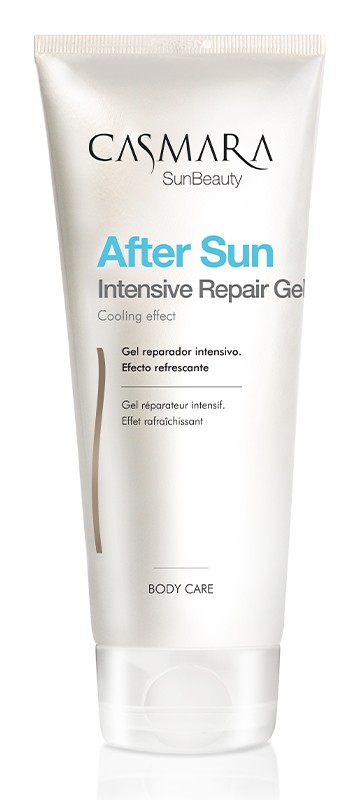 CASMARA
SunBeauty
After Sun
Intensive Repair Gel
Cooling effect
Gel reparador intensivo.
Efecto refrescante
Gel réparateur intensif.
Effet rafraîchissant
BODY CARE